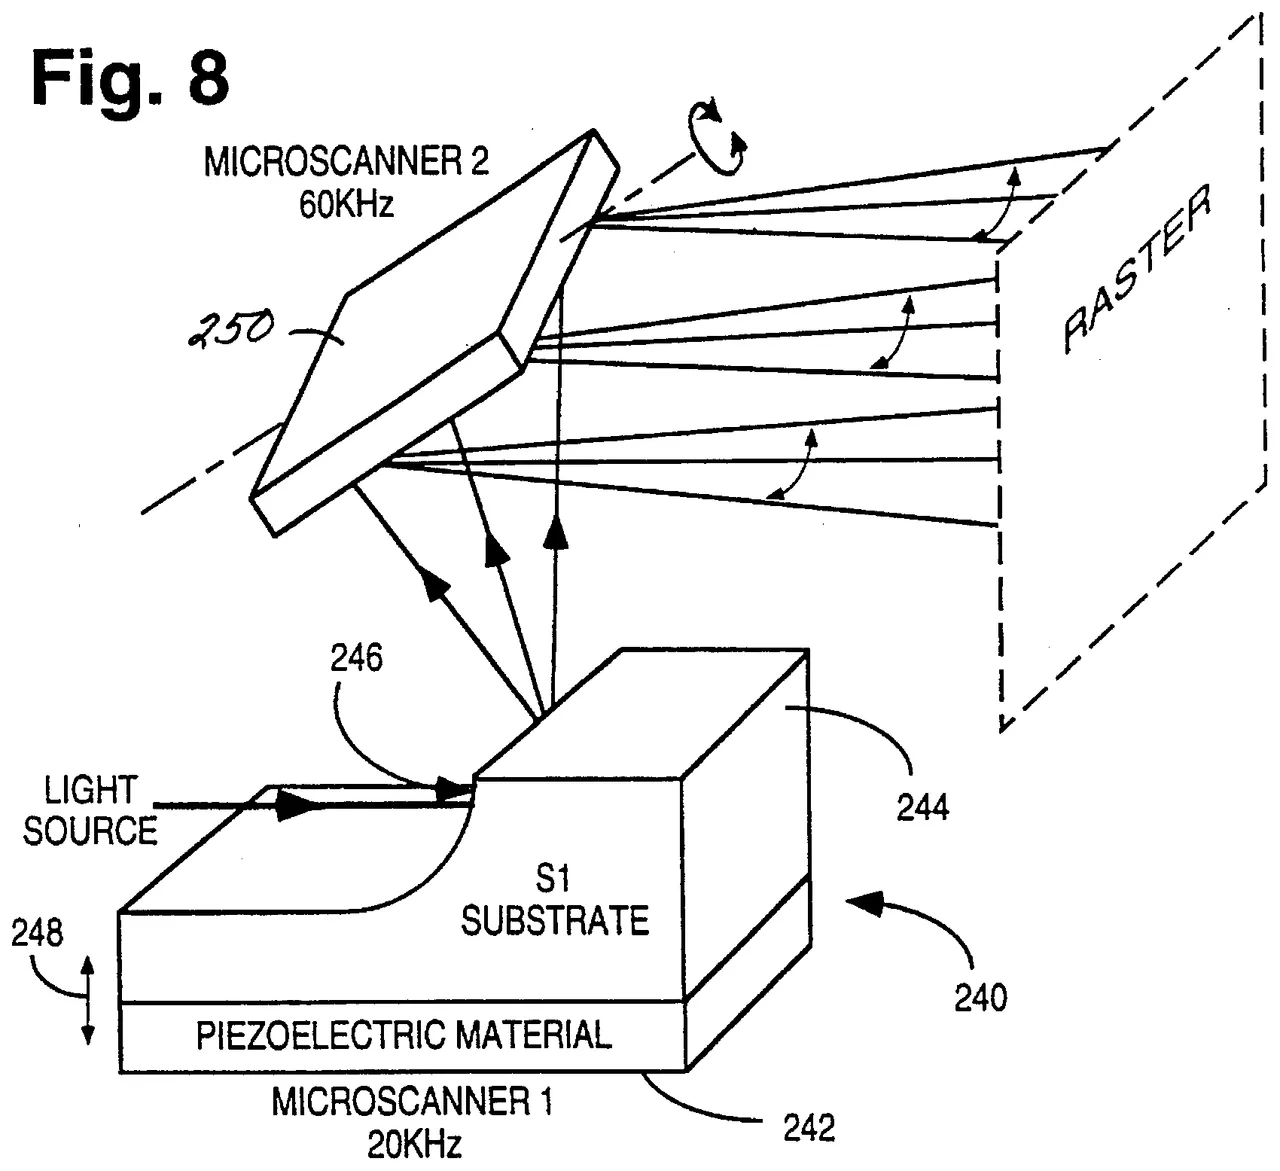 Fig. 8
MICROSCANNER 2
60KHz
250
RASTER
246
LIGHT
SOURCE
244
S1
SUBSTRATE
248
240
PIEZOELECTRIC MATERIAL
MICROSCANNER 1
20KHz
242